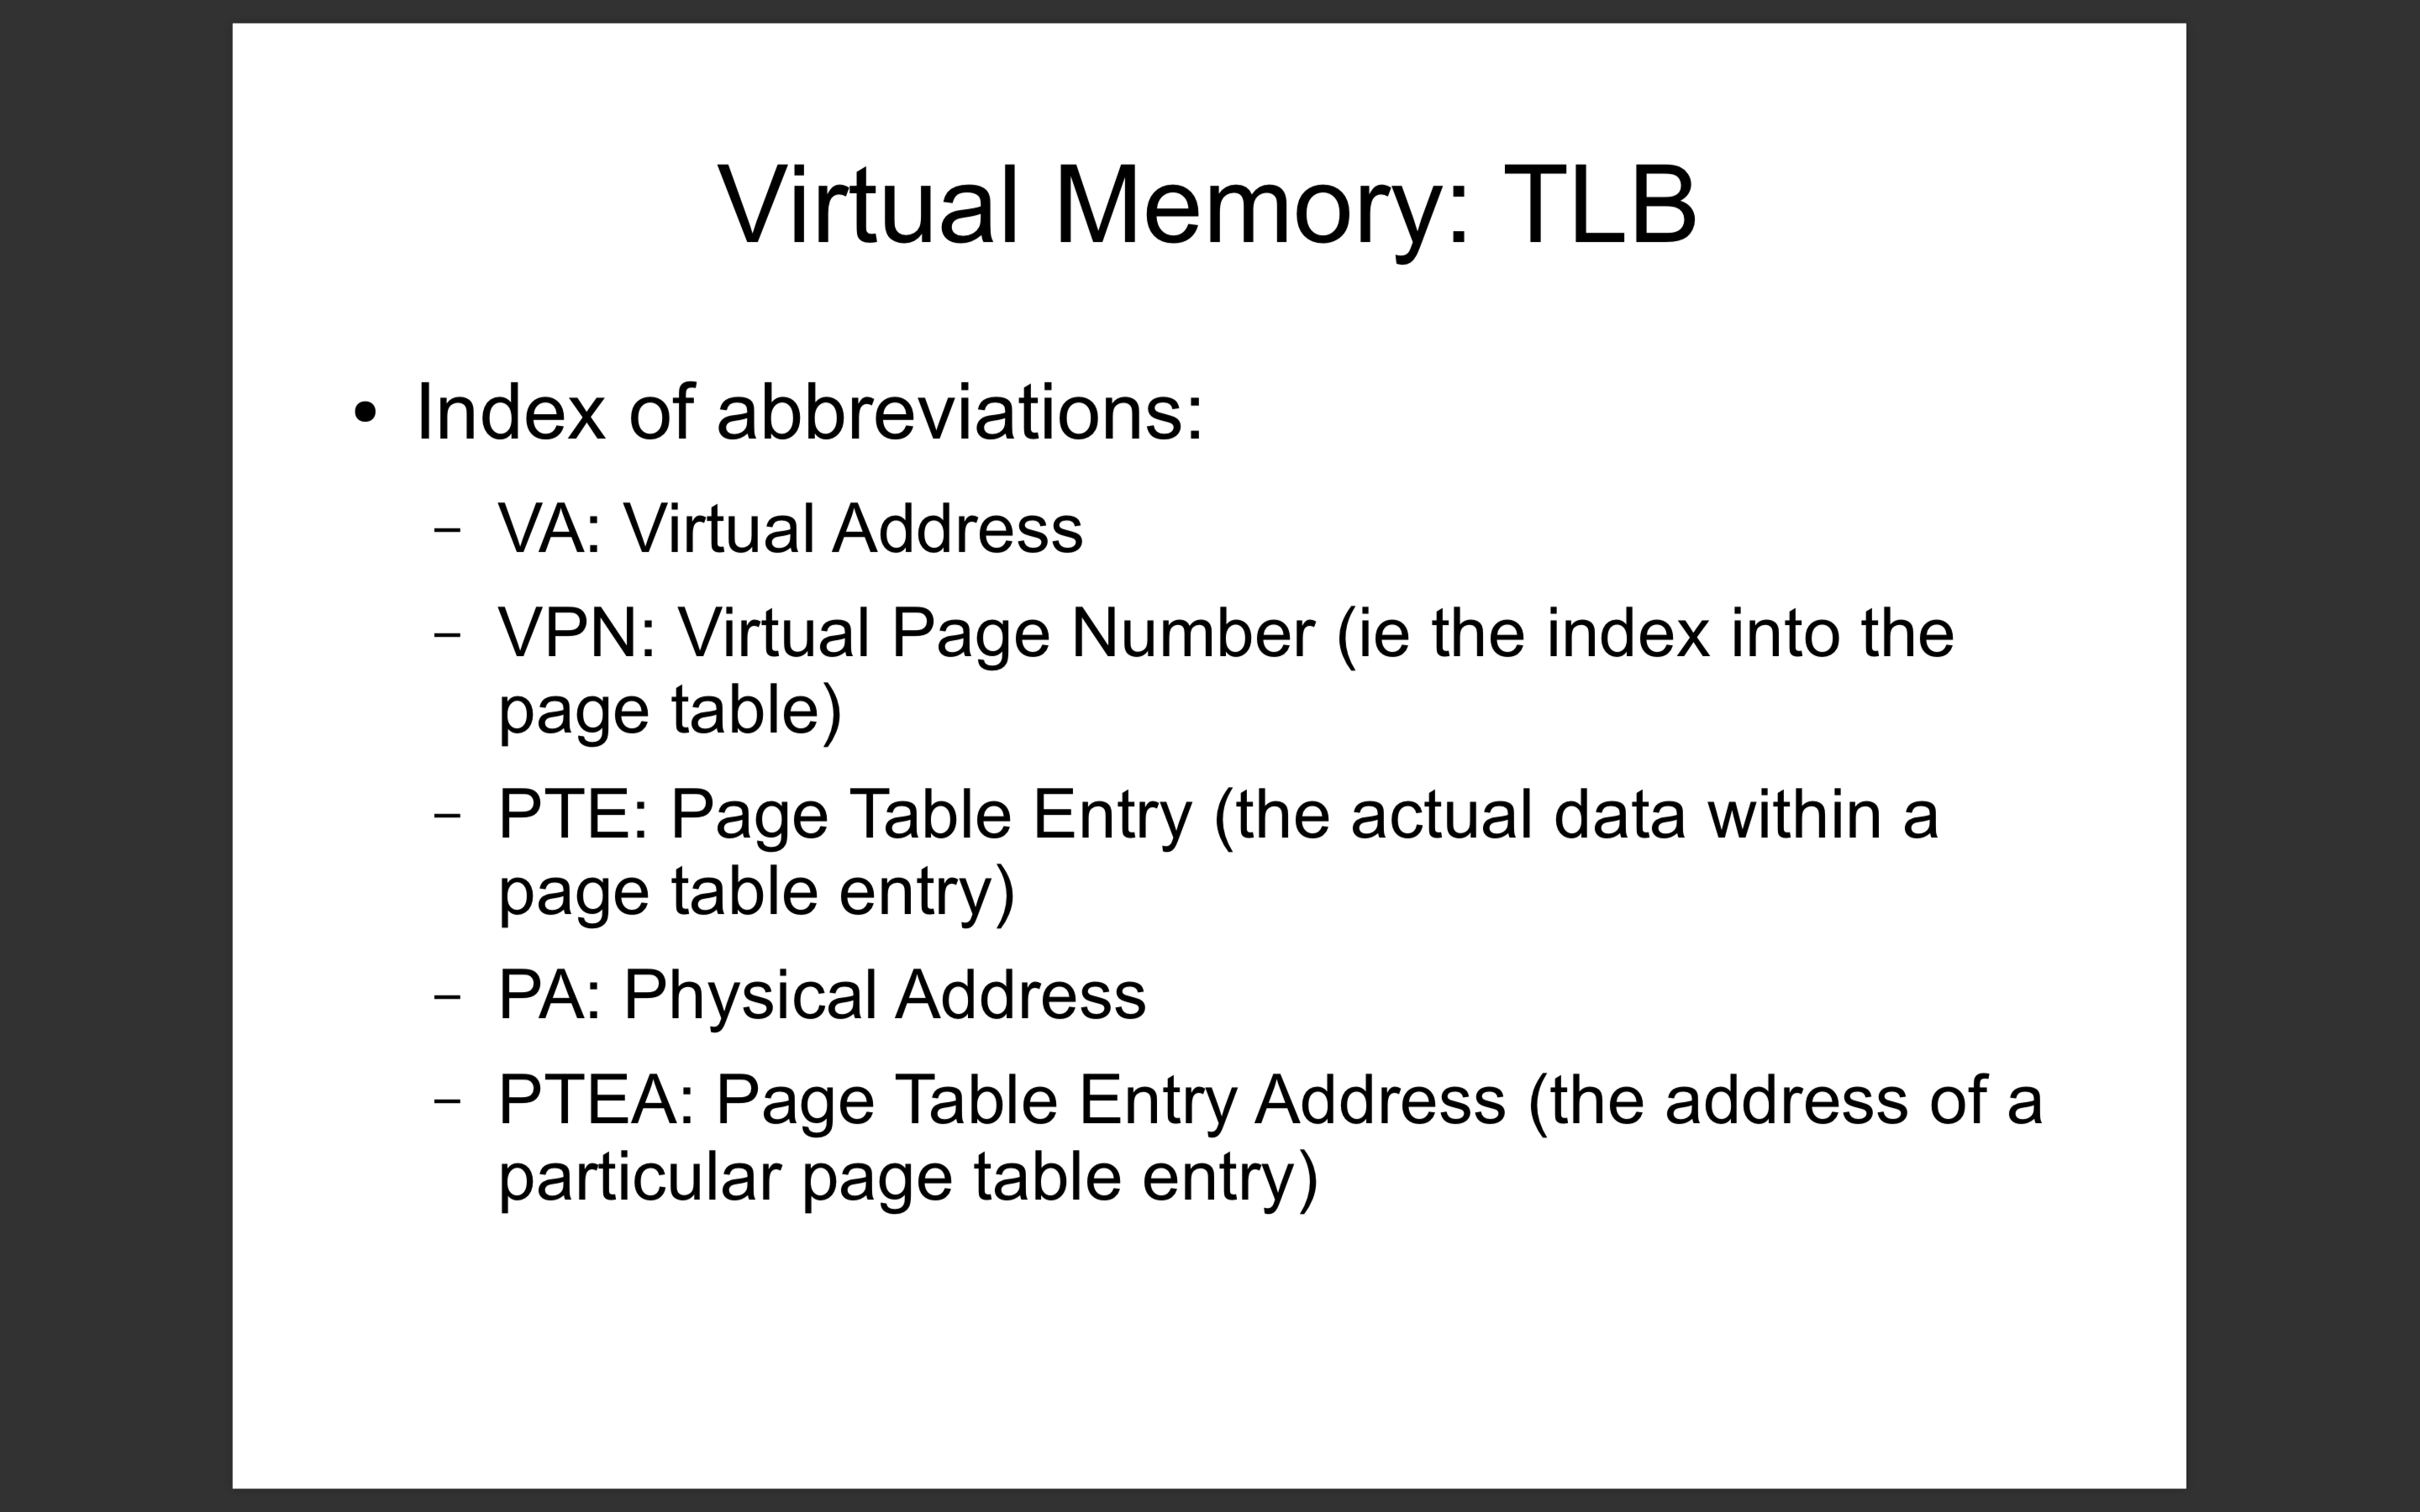 Virtual Memory: TLB
• Index of abbreviations:
– VA: Virtual Address
– VPN: Virtual Page Number (ie the index into the
page table)
– PTE: Page Table Entry (the actual data within a
page table entry)
– PA: Physical Address
– PTEA: Page Table Entry Address (the address of a
particular page table entry)